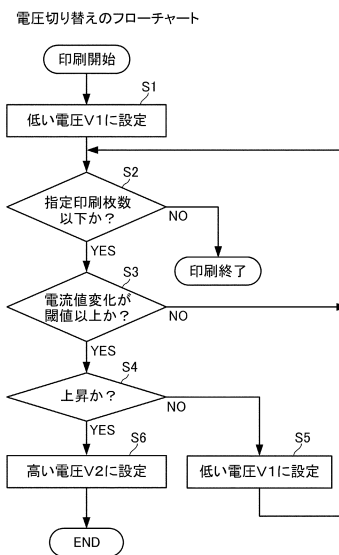 電圧切り替えのフローチャート
印刷開始
S1
低い電圧V1に設定
S2
指定印刷枚数
以下か？
NO
YES
印刷終了
S3
電流値変化が
閾値以上か？
NO
YES
S4
上昇か？
NO
YES
S6
S5
高い電圧V2に設定
低い電圧V1に設定
END